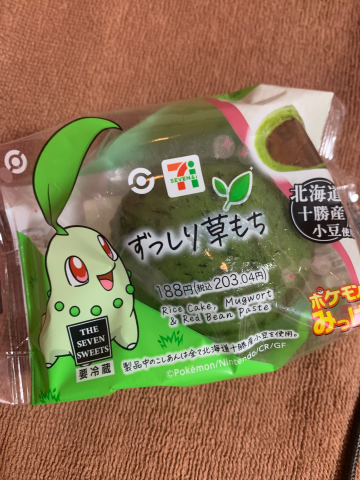 7i
SEVEN&i
ずっしり草もち
188円(税込203.04円)
Rice Cake, Mugwort
& Red Bean Paste
北海道
十勝産
小豆使
ポケモン
みっ
THE
SEVEN
SWEETS
要冷蔵
製品中のこしあんは全て北海道十勝産小豆を使用。
©Pokémon/Nintendo/CR/GF